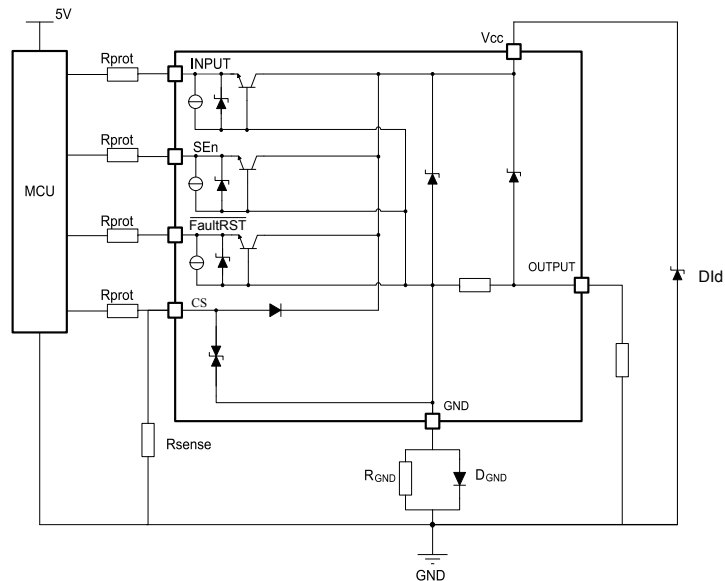 5V
Vcc
Rprot
INPUT
Rprot
SEn
MCU
Rprot
FaultRST
OUTPUT
Dld
Rprot
CS
GND
Rsense
RGND
DGND
GND